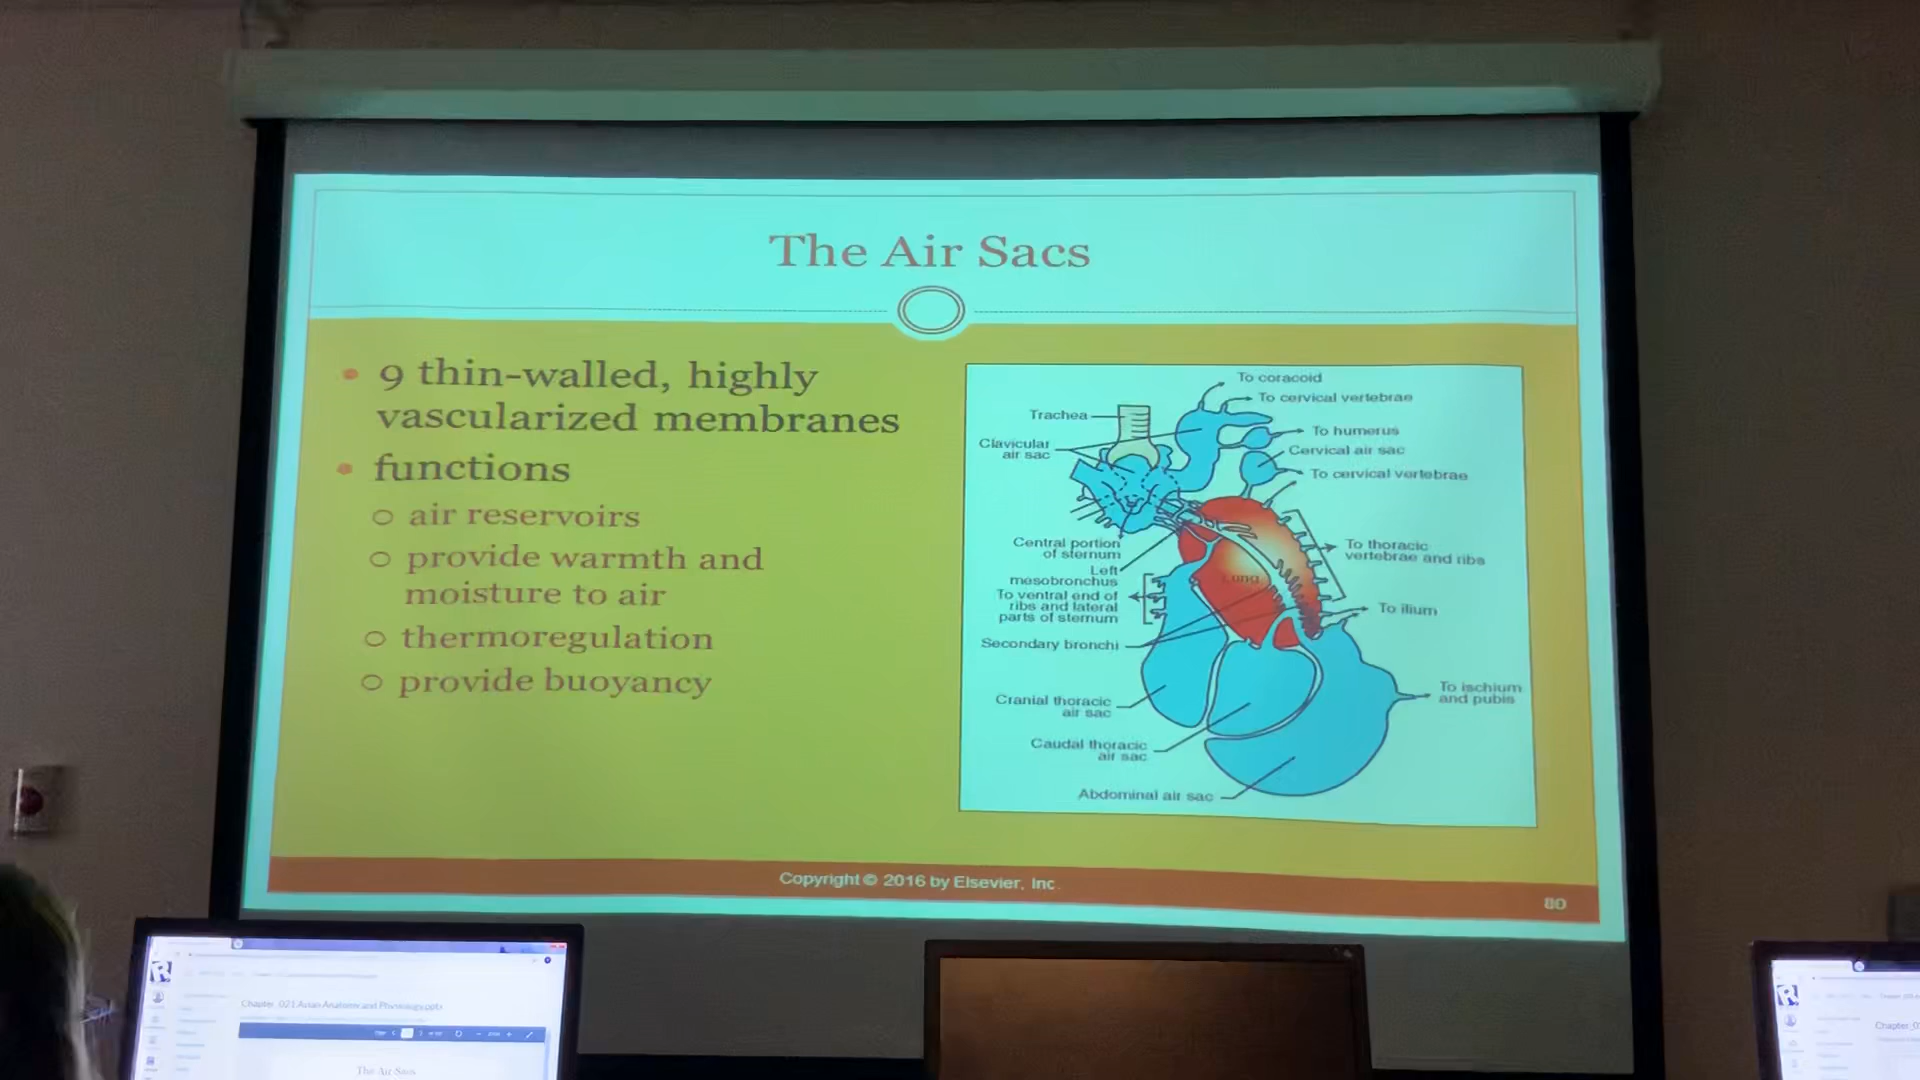 The Air Sacs
• 9 thin-walled, highly
vascularized membranes
• functions
o air reservoirs
o provide warmth and
moisture to air
o thermoregulation
o provide buoyancy
To coracoid
To cervical vertebrae
Trachea
To humerus
Clavicular
air sac
Cervical air sac
To cervical vertebrae
Central portion
of sternum
To thoracic
vertebrae and ribs
Left
mesobronchus
Lung
To ventral end of
ribs and lateral
parts of sternum
To ilium
Secondary bronchi
To ischium
and pubis
Cranial thoracic
air sac
Caudal thoracic
air sac
Abdominal air sac
Copyright © 2016 by Elsevier, Inc.
80
Chapter_021 Avian Anatomy and Physiology.pptx
Page
The Air Sacs